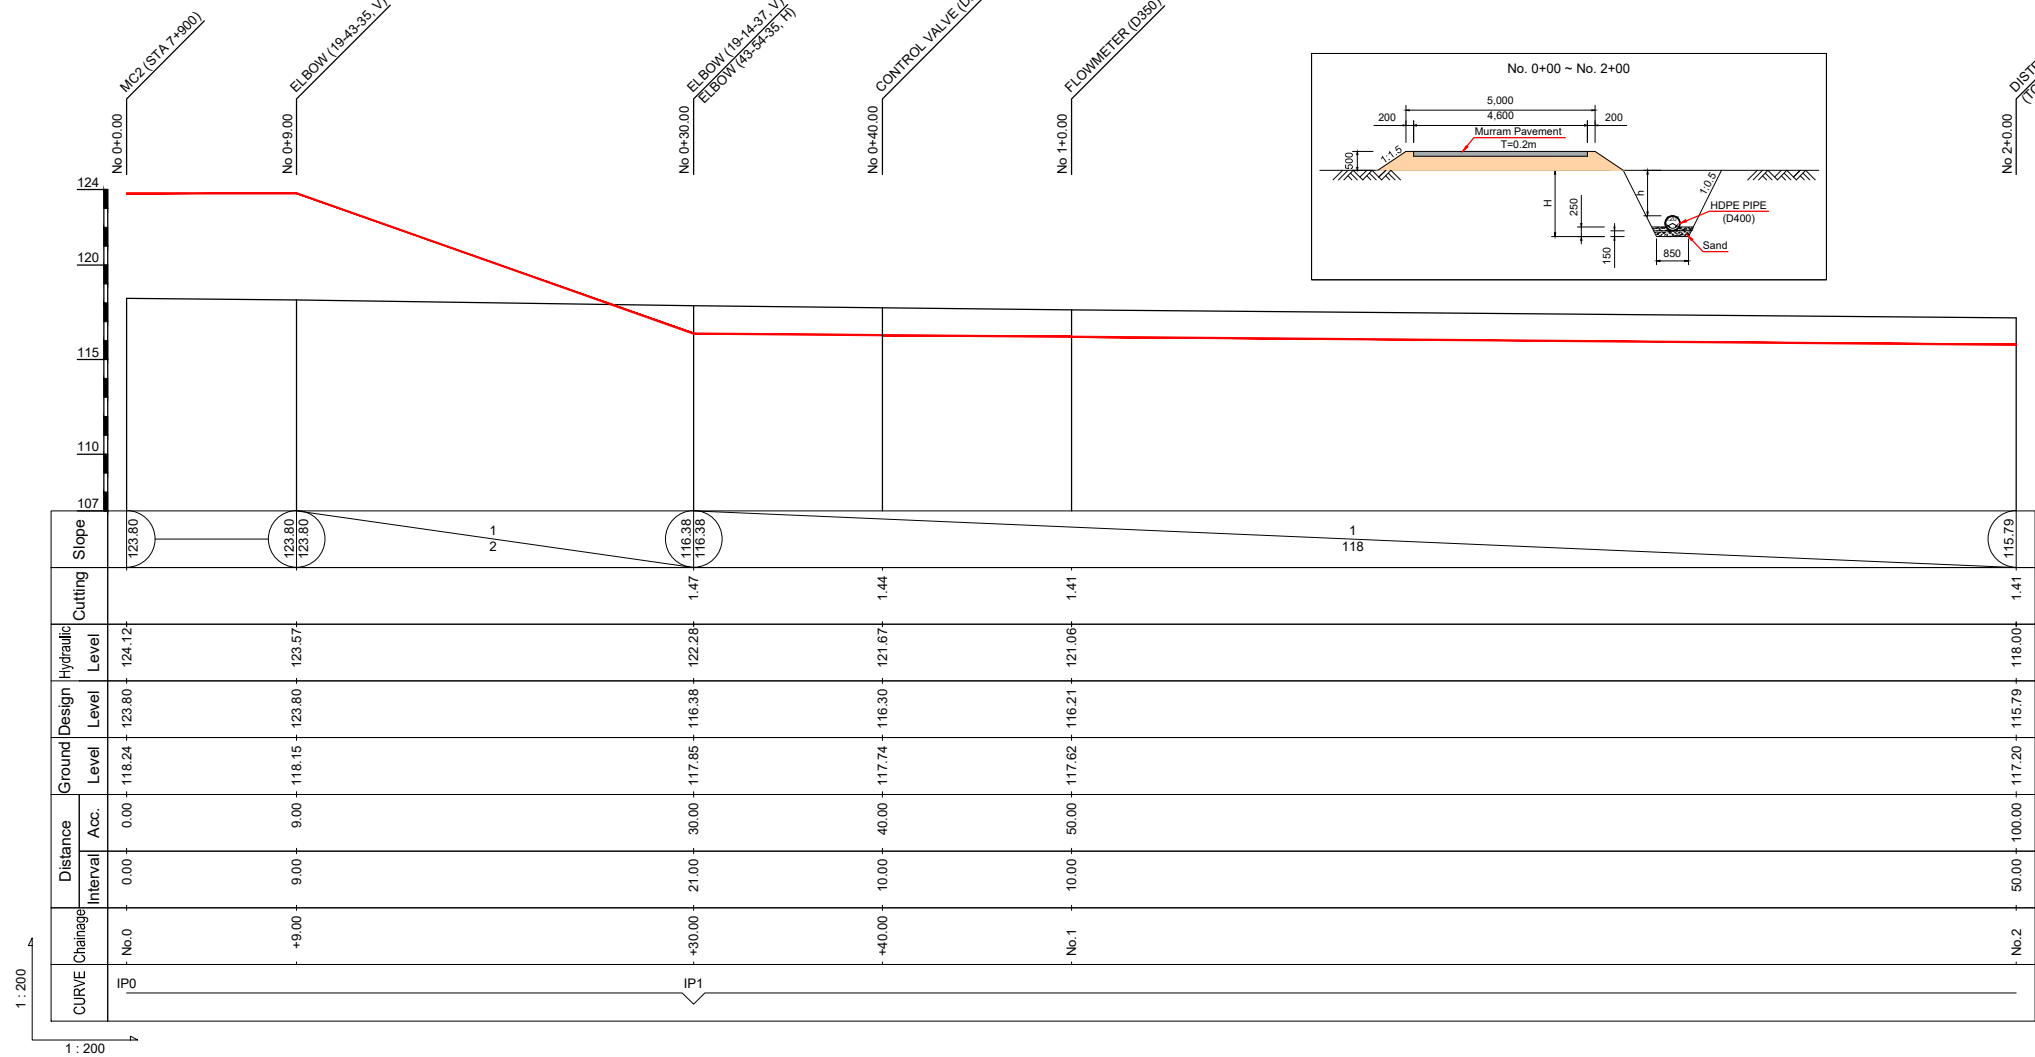 MC2 (STA 7+900)
ELBOW (19-43-35, V)
ELBOW (19-14-37, V)
ELBOW (43-54-35, H)
CONTROL VALVE
FLOWMETER (D350)
No 0+0.00
No 0+9.00
No 0+30.00
No 0+40.00
No 1+0.00
No 2+0.00
No. 0+00 ~ No. 2+00
5,000
200 4,600 200
Murram Pavement
T=0.2m
500
1:1.5
H
250
150
h
1:0.5
HDPE PIPE
(D400)
Sand
850
124
120
115
110
107
Slope 123.80 123.80 123.80 1 2 116.38 116.38 1 118 115.79
Cutting 1.47 1.44 1.41 1.41
Hydraulic Level 124.12 123.57 122.28 121.67 121.06 118.00
Design Level 123.80 123.80 116.38 116.30 116.21 115.79
Ground Level 118.24 118.15 117.85 117.74 117.62 117.20
Distance Acc. 0.00 9.00 30.00 40.00 50.00 100.00
Interval 0.00 9.00 21.00 10.00 10.00 50.00
Chainage No.0 +9.00 +30.00 +40.00 No.1 No.2
CURVE IP0 IP1
1 : 200
1 : 200